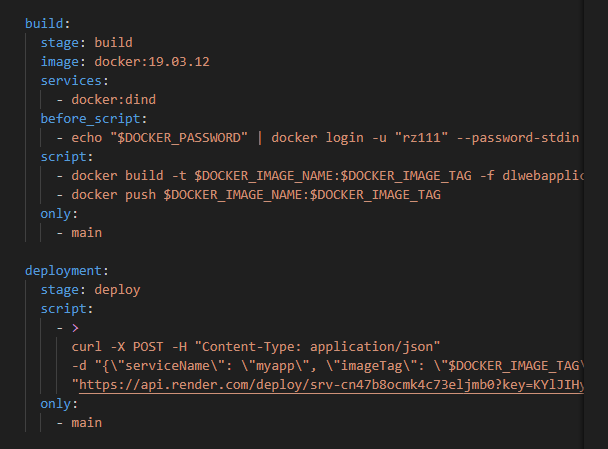 build:
  stage: build
  image: docker:19.03.12
  services:
    - docker:dind
  before_script:
    - echo "$DOCKER_PASSWORD" | docker login -u "rz111" --password-stdin
  script:
    - docker build -t $DOCKER_IMAGE_NAME:$DOCKER_IMAGE_TAG -f dlwebapplic
    - docker push $DOCKER_IMAGE_NAME:$DOCKER_IMAGE_TAG
  only:
    - main

deployment:
  stage: deploy
  script:
    - >
      curl -X POST -H "Content-Type: application/json"
      -d "{\"serviceName\": \"myapp\", \"imageTag\": \"$DOCKER_IMAGE_TAG\
      "https://api.render.com/deploy/srv-cn47b8ocmk4c73eljmb0?key=KYlJIHy
  only:
    - main